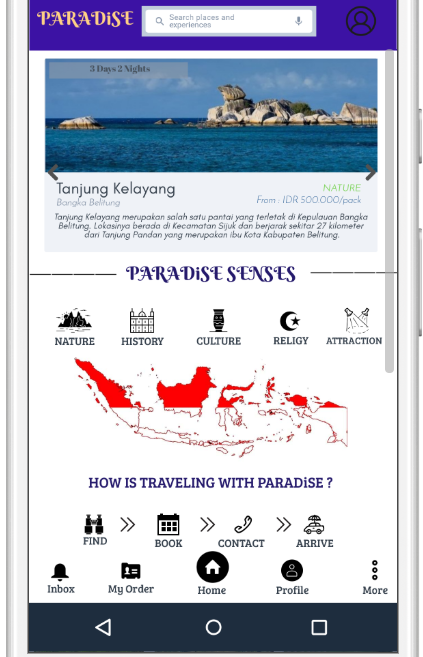 PARADiSE
Search places and
experiences
3 Days 2 Nights
Tanjung Kelayang
NATURE
Bangka Belitung
From : IDR 500.000/pack
Tanjung Kelayang merupakan salah satu pantai yang terletak di Kepulauan Bangka
Belitung. Lokasinya berada di Kecamatan Sijuk dan berjarak sekitar 27 kilometer
dari Tanjung Pandan yang merupakan ibu Kota Kabupaten Belitung.
PARADiSE SENSES
NATURE HISTORY CULTURE RELIGY ATTRACTION
HOW IS TRAVELING WITH PARADiSE ?
FIND BOOK CONTACT ARRIVE
Inbox My Order Home Profile More